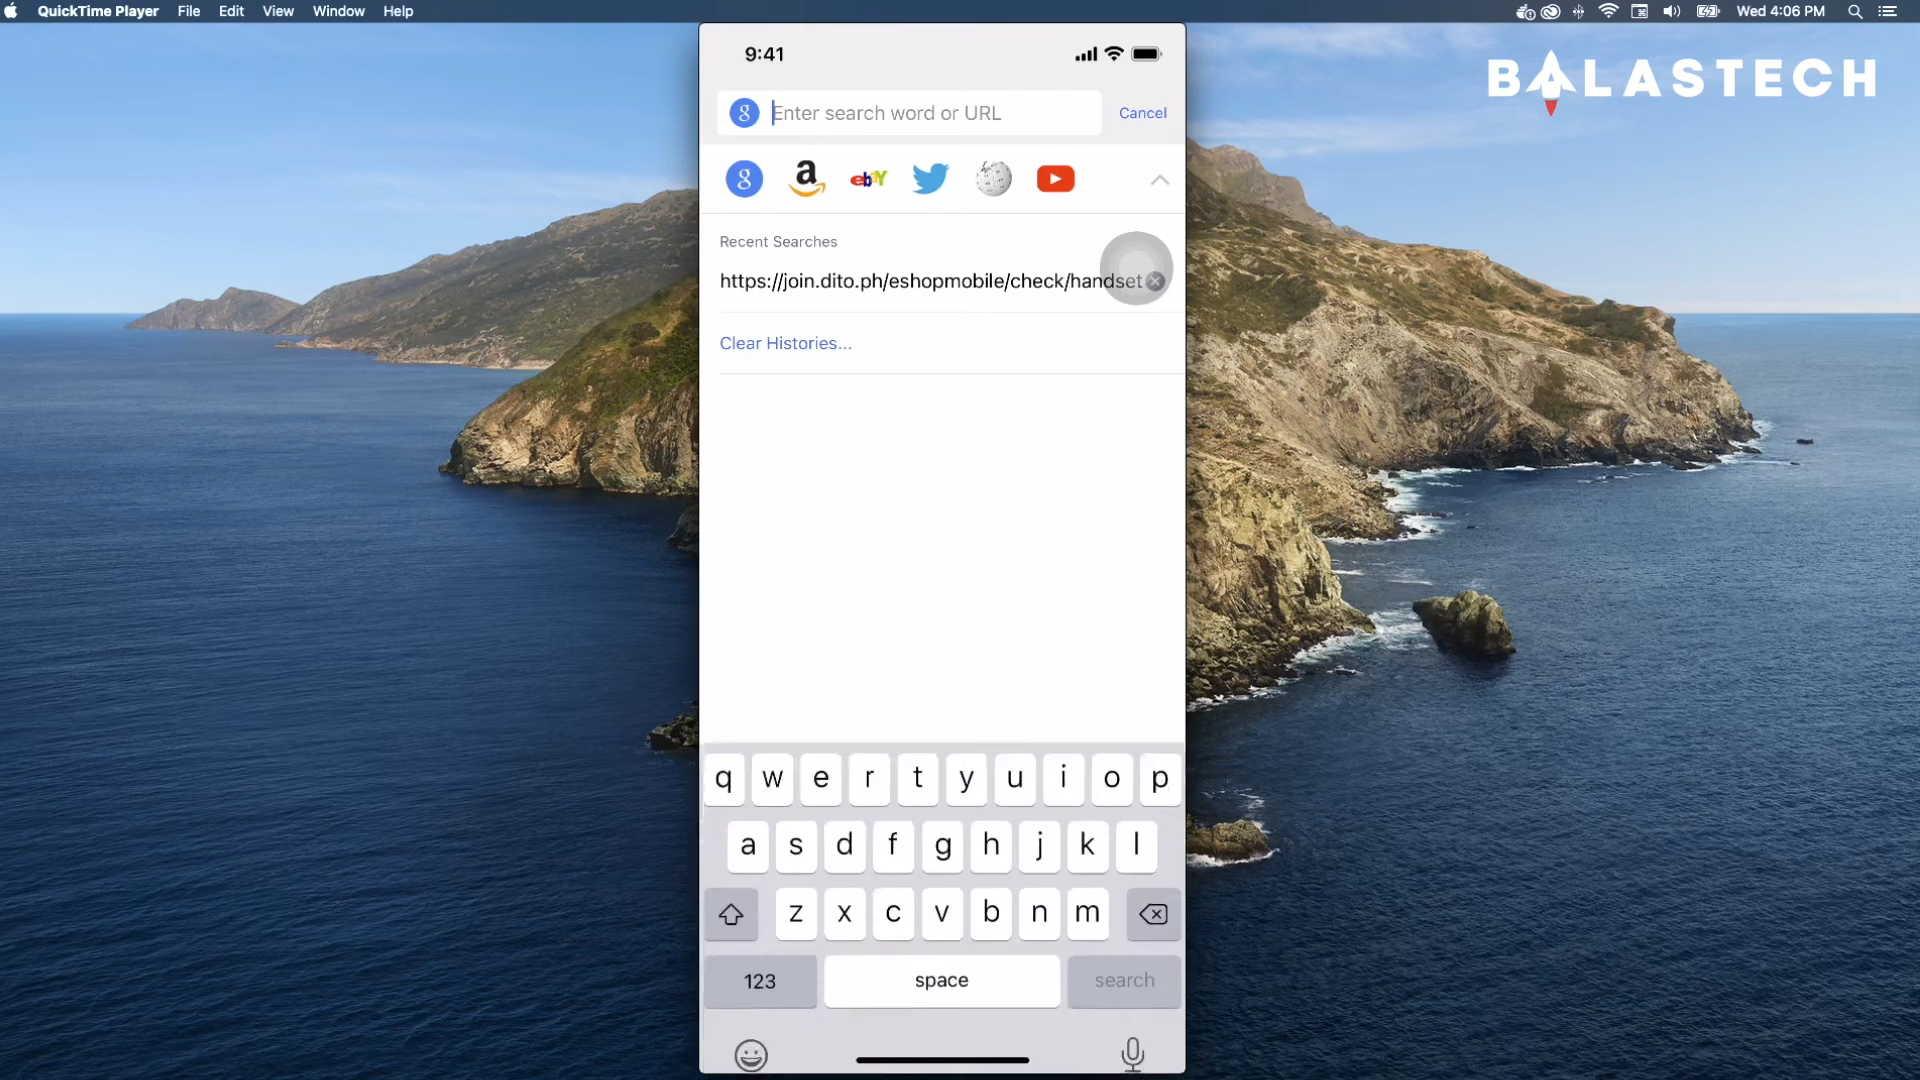 QuickTime Player File Edit View Window Help Wed 4:06 PM
BALASTECH
9:41
g Enter search word or URL Cancel
g a ebay
Recent Searches
https://join.dito.ph/eshopmobile/check/handset
Clear Histories...
q w e r t y u i o p
a s d f g h j k l
z x c v b n m
123 space search